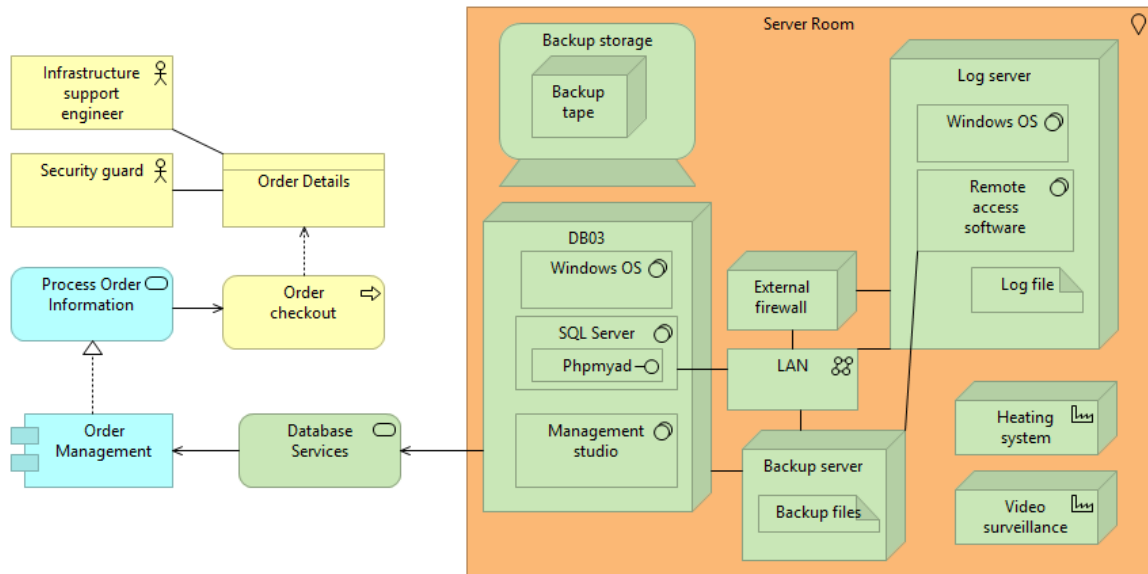 Server Room
Infrastructure
support
engineer
Security guard
Order Details
Process Order
Information
Order
checkout
Order
Management
Database
Services
Backup storage
Backup
tape
DB03
Windows OS
SQL Server
Phpmyad
Management
studio
External
firewall
LAN
Backup server
Backup files
Log server
Windows OS
Remote
access
software
Log file
Heating
system
Video
surveillance